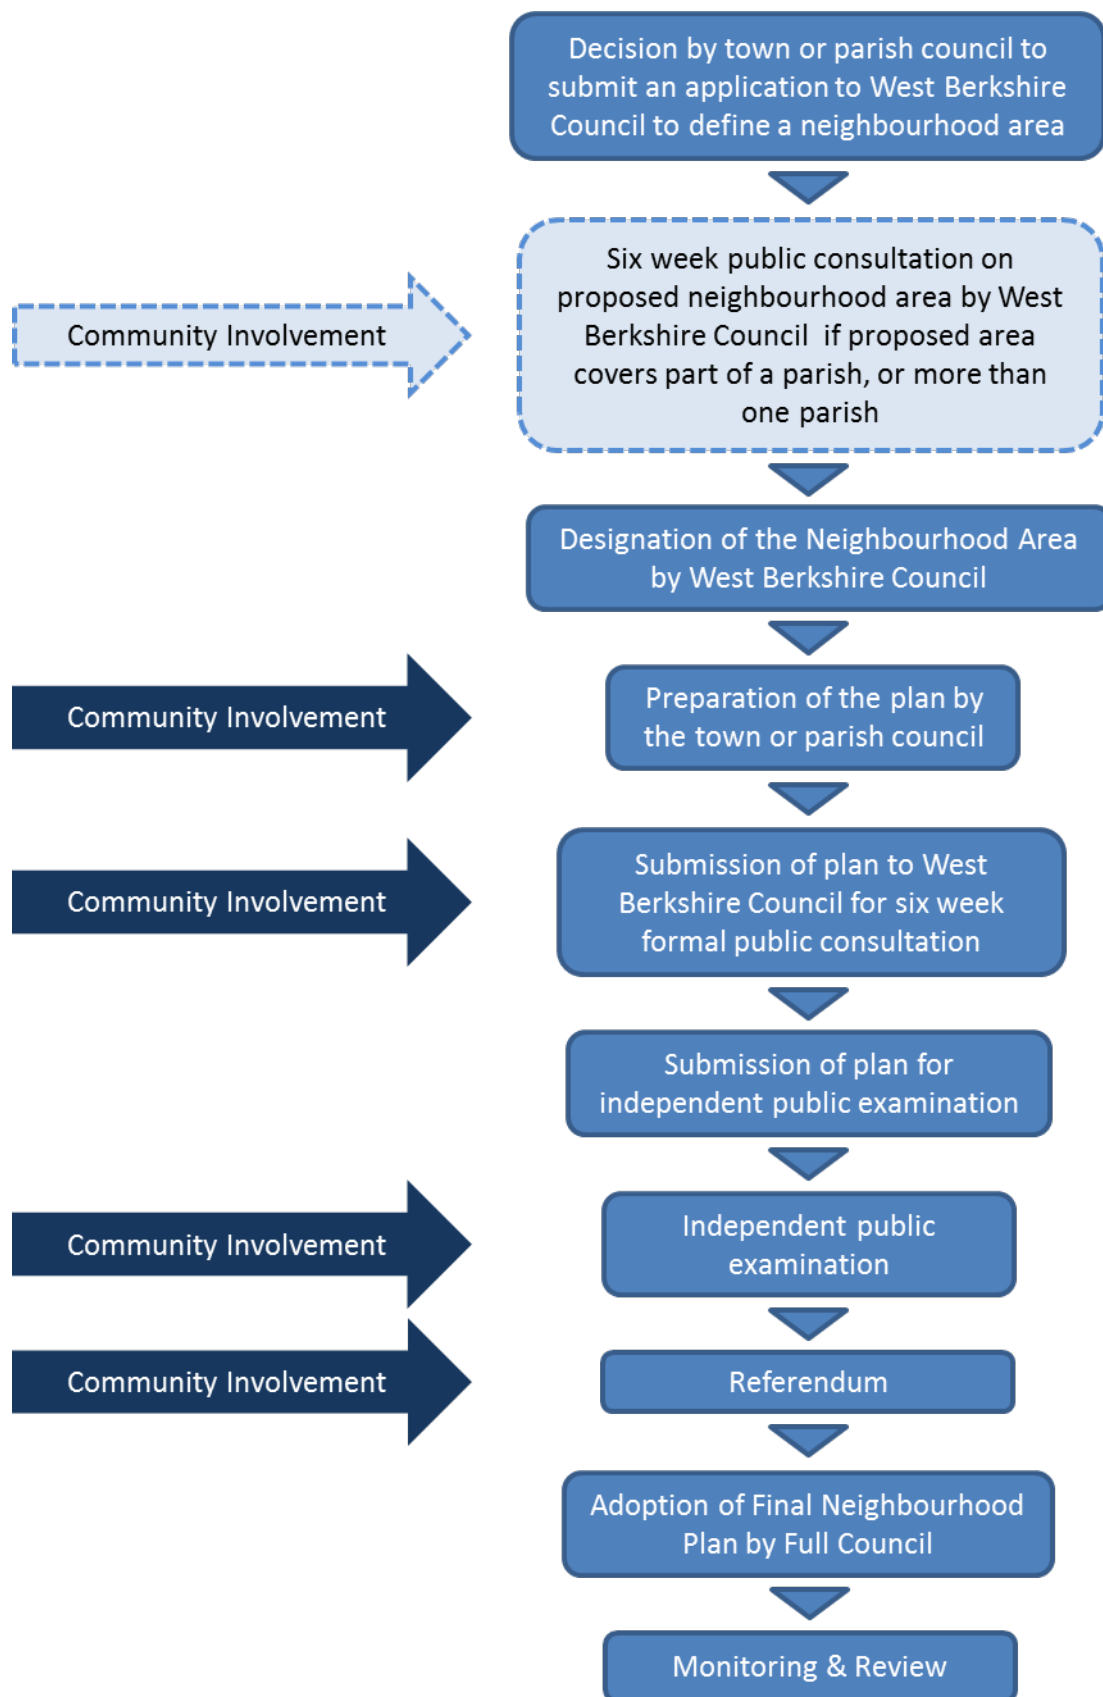 Decision by town or parish council to
submit an application to West Berkshire
Council to define a neighbourhood area
Community Involvement
Six week public consultation on
proposed neighbourhood area by West
Berkshire Council if proposed area
covers part of a parish, or more than
one parish
Designation of the Neighbourhood Area
by West Berkshire Council
Community Involvement
Preparation of the plan by
the town or parish council
Community Involvement
Submission of plan to West
Berkshire Council for six week
formal public consultation
Submission of plan for
independent public examination
Community Involvement
Independent public
examination
Community Involvement
Referendum
Adoption of Final Neighbourhood
Plan by Full Council
Monitoring & Review